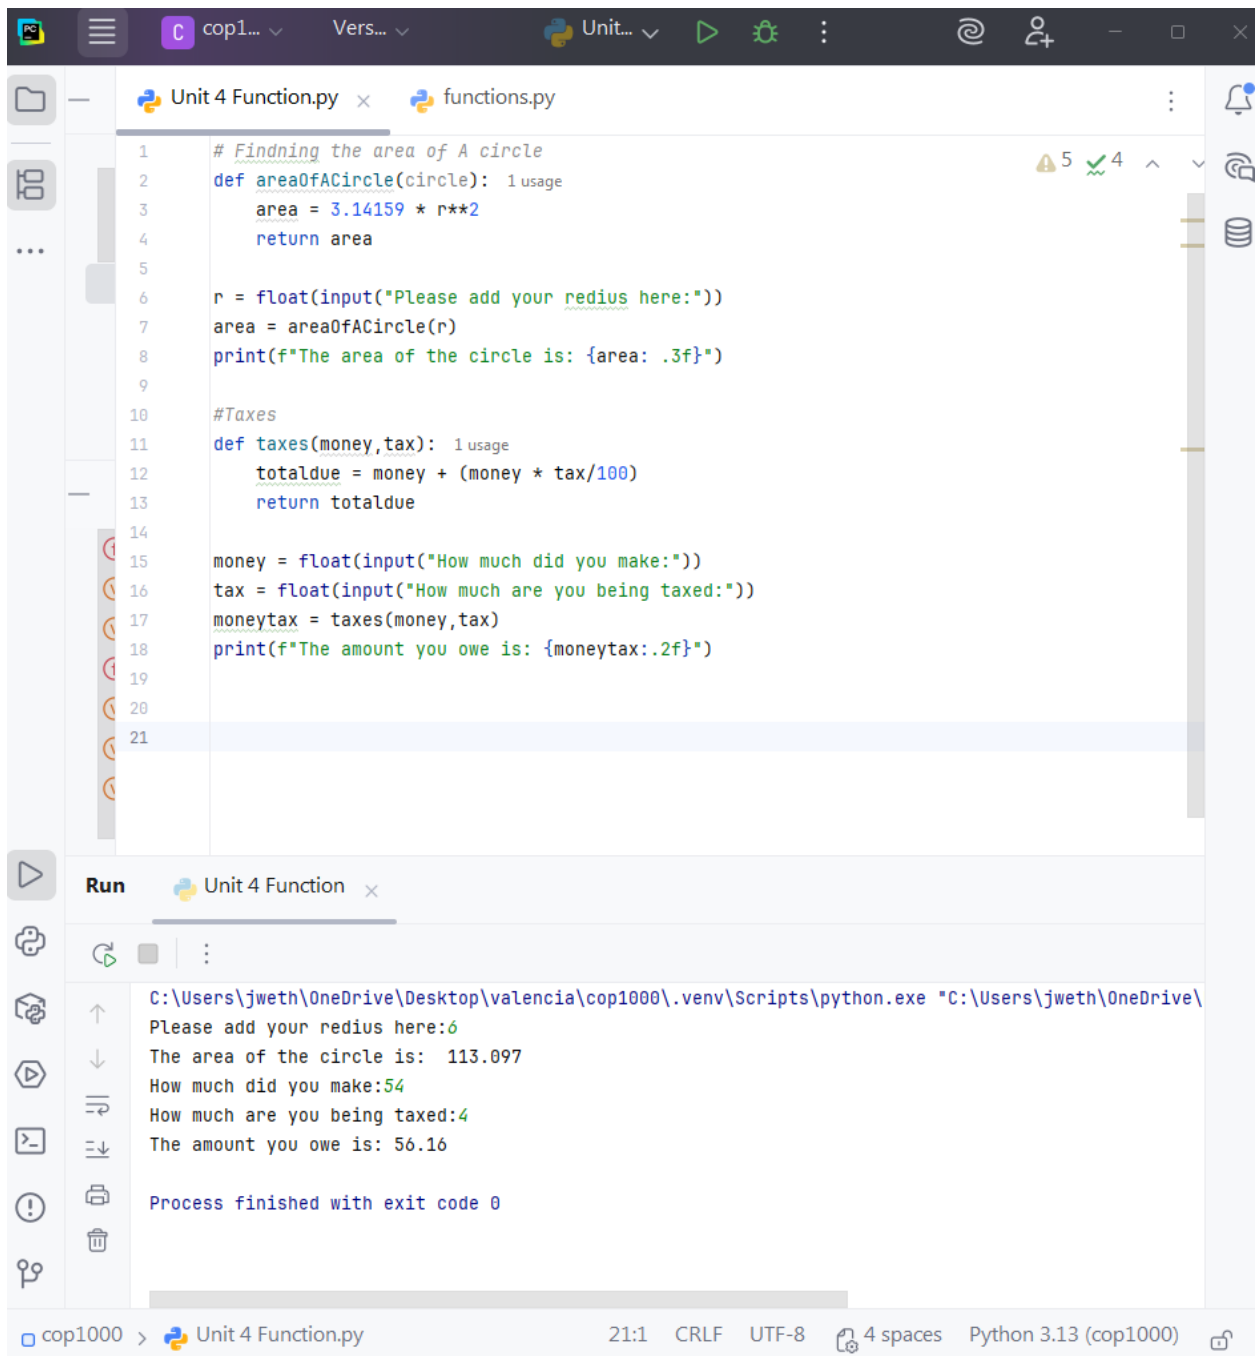 PC C cop1... Vers... Unit...
Unit 4 Function.py functions.py
5 4
1 # Findning the area of A circle
2 def areaOfACircle(circle): 1 usage
3 area = 3.14159 * r**2
4 return area
5
6 r = float(input("Please add your redius here:"))
7 area = areaOfACircle(r)
8 print(f"The area of the circle is: {area: .3f}")
9
10 #Taxes
11 def taxes(money,tax): 1 usage
12 totaldue = money + (money * tax/100)
13 return totaldue
14
15 money = float(input("How much did you make:"))
16 tax = float(input("How much are you being taxed:"))
17 moneytax = taxes(money,tax)
18 print(f"The amount you owe is: {moneytax:.2f}")
19
20
21
Run Unit 4 Function
C:\Users\jweth\OneDrive\Desktop\valencia\cop1000\.venv\Scripts\python.exe "C:\Users\jweth\OneDrive\
Please add your redius here:6
The area of the circle is:  113.097
How much did you make:54
How much are you being taxed:4
The amount you owe is: 56.16
Process finished with exit code 0
cop1000 > Unit 4 Function.py 21:1 CRLF UTF-8 4 spaces Python 3.13 (cop1000)